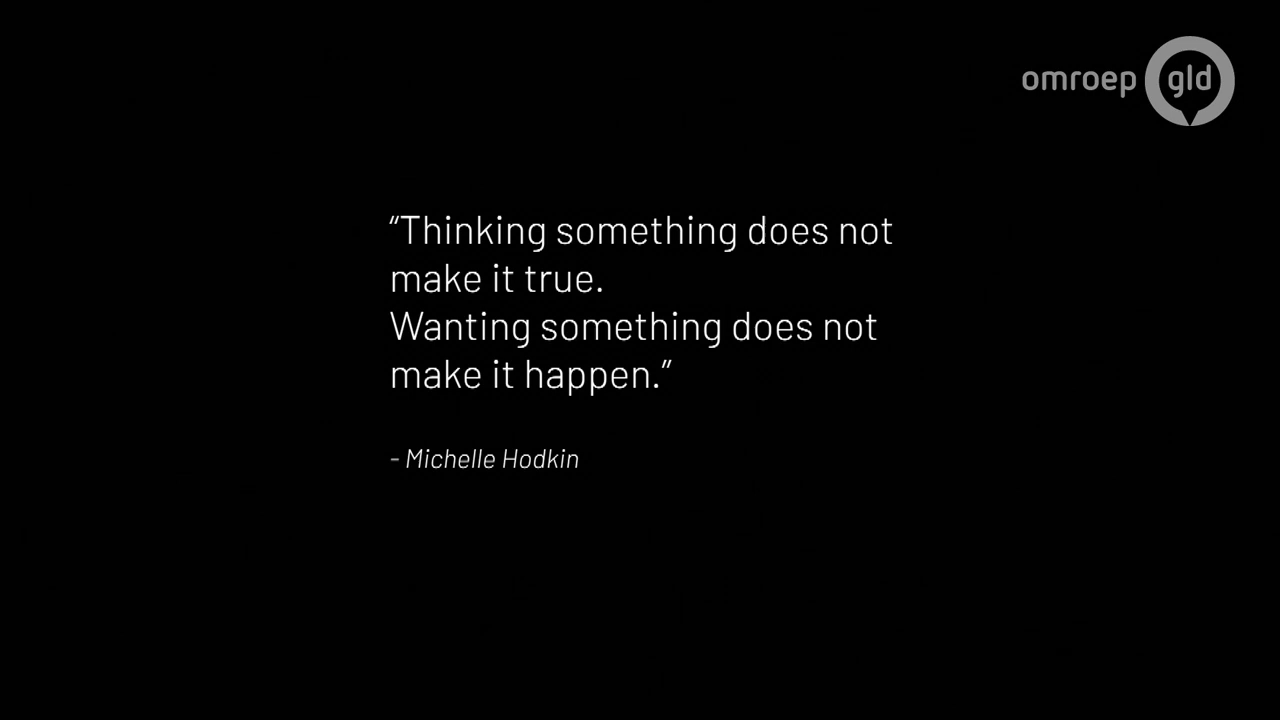 omroep gld
“Thinking something does not
make it true.
Wanting something does not
make it happen.”
- Michelle Hodkin